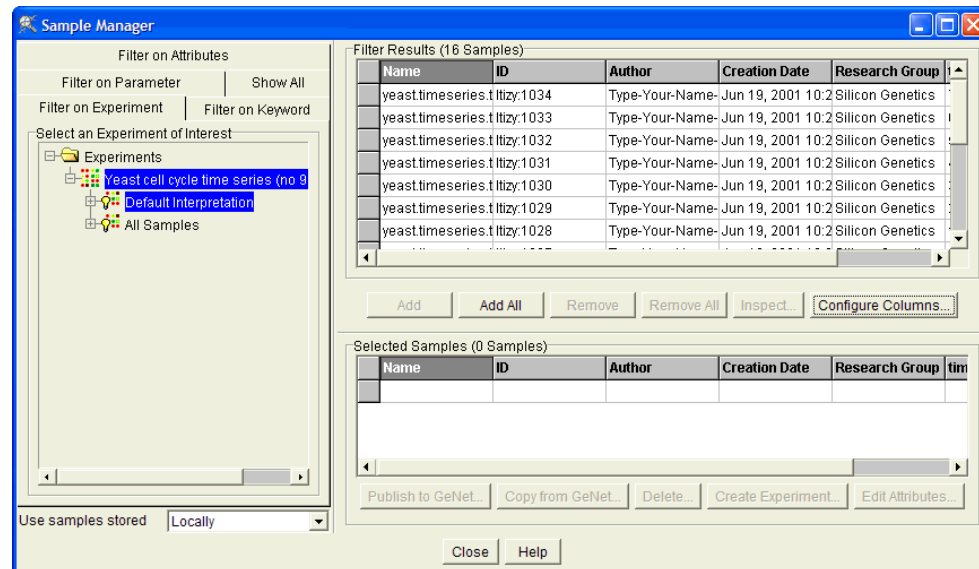 Sample Manager
Filter on Attributes
Filter on Parameter Show All
Filter on Experiment Filter on Keyword
Select an Experiment of Interest
Experiments
Yeast cell cycle time series (no 9
Default Interpretation
All Samples
Use samples stored Locally
Filter Results (16 Samples)
Name ID Author Creation Date Research Group
yeast.timeseries.t ltizy:1034 Type-Your-Name- Jun 19, 2001 10:2 Silicon Genetics
yeast.timeseries.t ltizy:1033 Type-Your-Name- Jun 19, 2001 10:2 Silicon Genetics
yeast.timeseries.t ltizy:1032 Type-Your-Name- Jun 19, 2001 10:2 Silicon Genetics
yeast.timeseries.t ltizy:1031 Type-Your-Name- Jun 19, 2001 10:2 Silicon Genetics
yeast.timeseries.t ltizy:1030 Type-Your-Name- Jun 19, 2001 10:2 Silicon Genetics
yeast.timeseries.t ltizy:1029 Type-Your-Name- Jun 19, 2001 10:2 Silicon Genetics
yeast.timeseries.t ltizy:1028 Type-Your-Name- Jun 19, 2001 10:2 Silicon Genetics
Add Add All Remove Remove All Inspect... Configure Columns...
Selected Samples (0 Samples)
Name ID Author Creation Date Research Group tim
Publish to GeNet... Copy from GeNet... Delete... Create Experiment... Edit Attributes...
Close Help